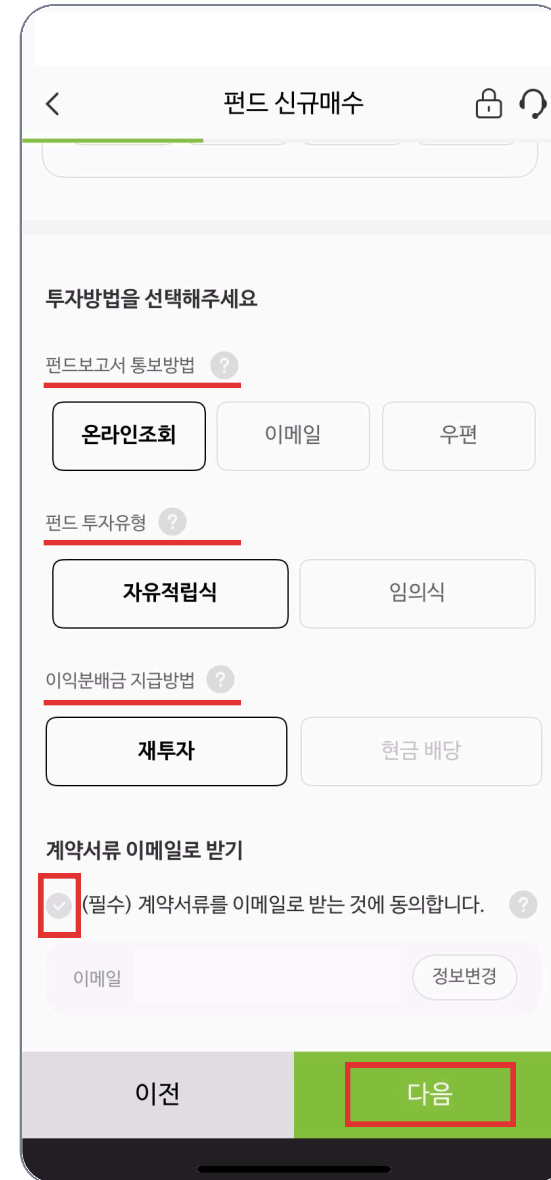 펀드 신규매수
투자방법을 선택해주세요
펀드보고서 통보방법 ?
온라인조회 이메일 우편
펀드 투자유형 ?
자유적립식 임의식
이익분배금 지급방법 ?
재투자 현금 배당
계약서류 이메일로 받기
(필수) 계약서류를 이메일로 받는 것에 동의합니다. ?
이메일 정보변경
이전 다음